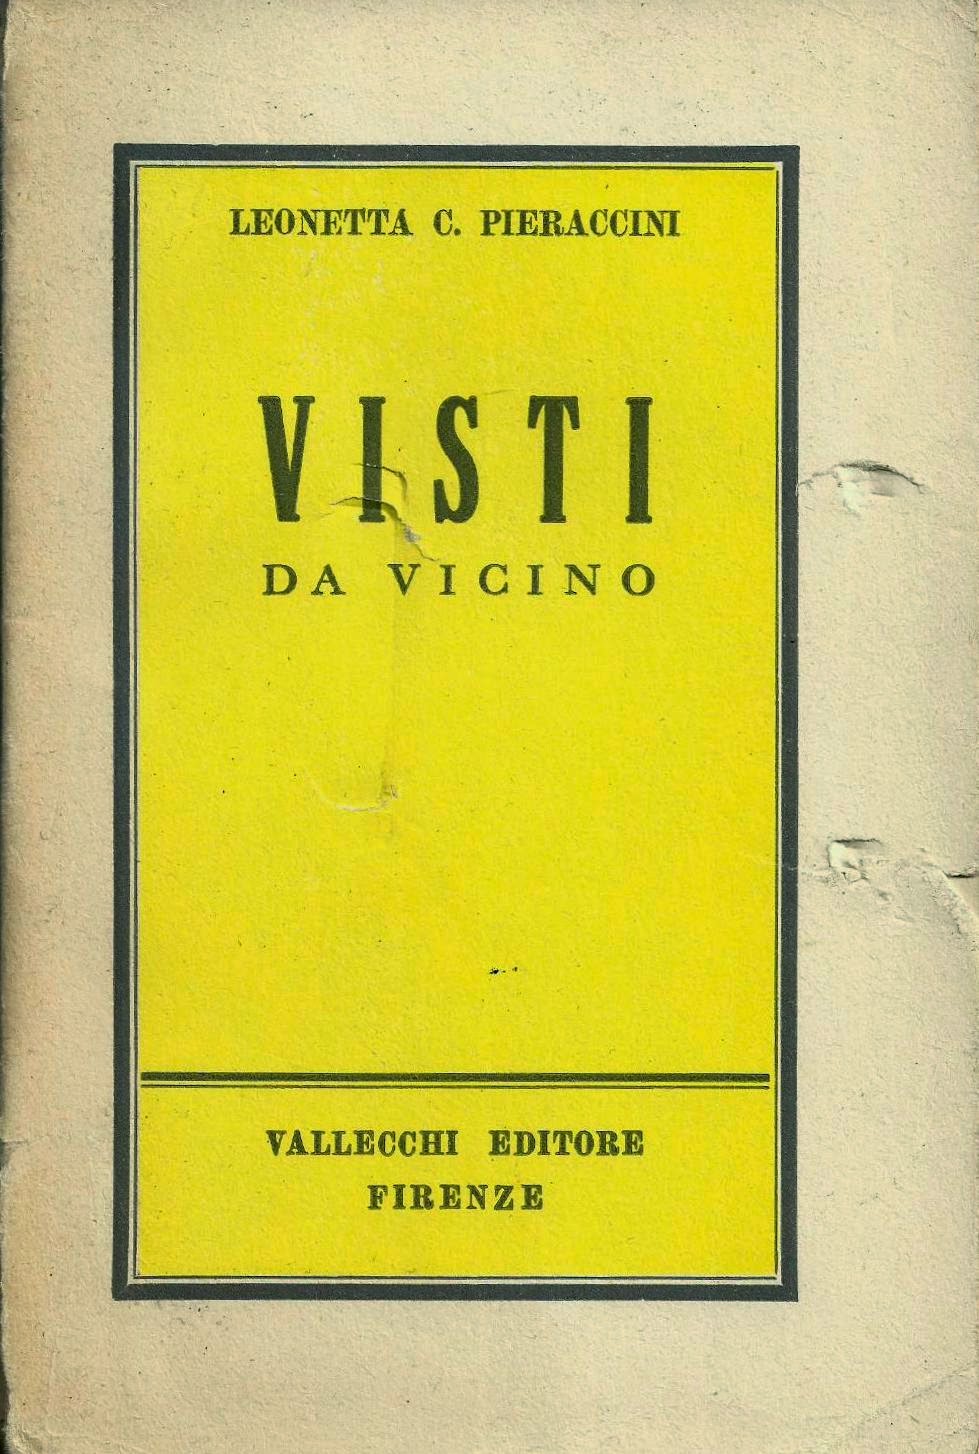 LEONETTA C. PIERACCINI
VISTI
DA VICINO
VALLECCHI EDITORE
FIRENZE